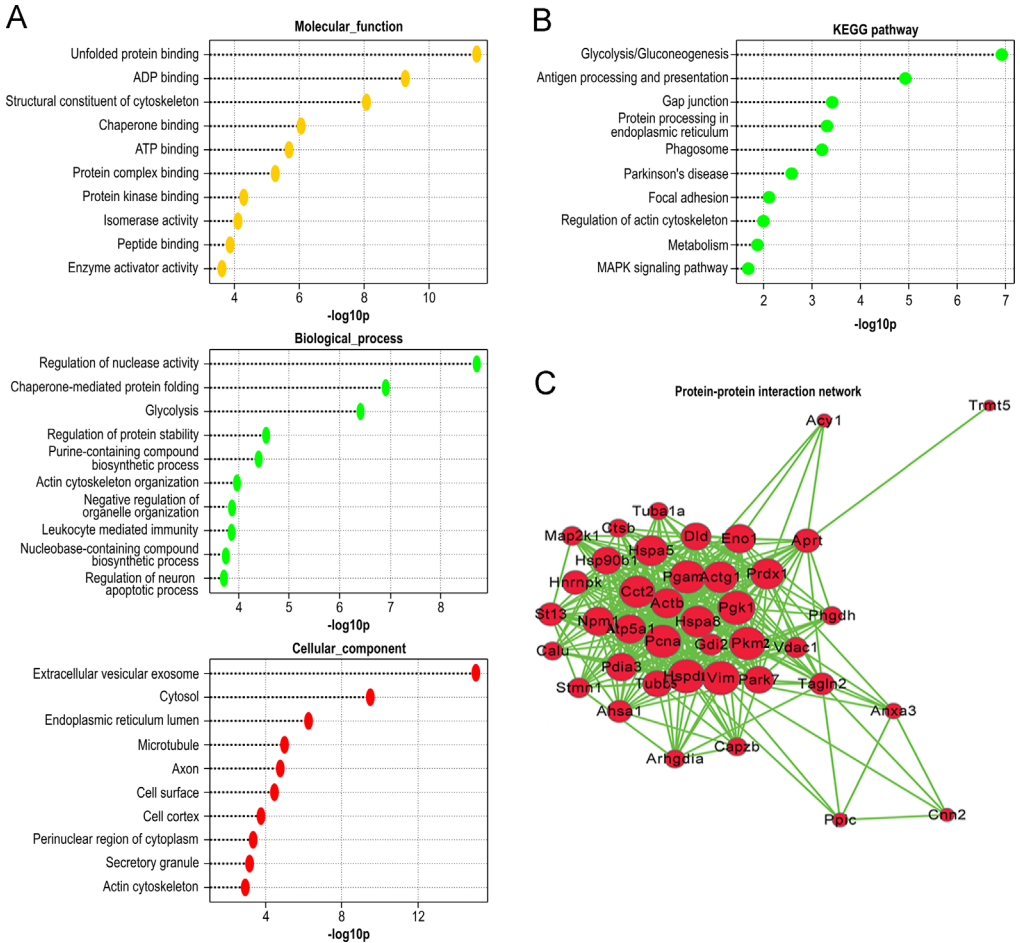 A
Molecular_function
Unfolded protein binding
ADP binding
Structural constituent of cytoskeleton
Chaperone binding
ATP binding
Protein complex binding
Protein kinase binding
Isomerase activity
Peptide binding
Enzyme activator activity
4 6 8 10
-log10p
Biological_process
Regulation of nuclease activity
Chaperone-mediated protein folding
Glycolysis
Regulation of protein stability
Purine-containing compound
biosynthetic process
Actin cytoskeleton organization
Negative regulation of
organelle organization
Leukocyte mediated immunity
Nucleobase-containing compound
biosynthetic process
Regulation of neuron
apoptotic process
4 5 6 7 8
-log10p
Cellular_component
Extracellular vesicular exosome
Cytosol
Endoplasmic reticulum lumen
Microtubule
Axon
Cell surface
Cell cortex
Perinuclear region of cytoplasm
Secretory granule
Actin cytoskeleton
4 8 12
-log10p
B
KEGG pathway
Glycolysis/Gluconeogenesis
Antigen processing and presentation
Gap junction
Protein processing in
endoplasmic reticulum
Phagosome
Parkinson's disease
Focal adhesion
Regulation of actin cytoskeleton
Metabolism
MAPK signaling pathway
2 3 4 5 6 7
-log10p
C
Protein-protein interaction network
Trmt5
Acy1
Tuba1a
Ctsb
Map2k1
Dld
Eno1
Aprt
Hspa5
Hsp90b1
Hnrnpk
Pgam
Actg1
Prdx1
Cct2
Actb
Pgk1
St13
Npm1
Atp5a1
Hspa8
Phgdh
Calu
Pcna
Gdi2
Pkm2
Vdac1
Pdia3
Stmn1
Tubb5
Hspd1
Vim
Park7
Tagln2
Ahsa1
Anxa3
Arhgdia
Capzb
Ppic
Cnn2